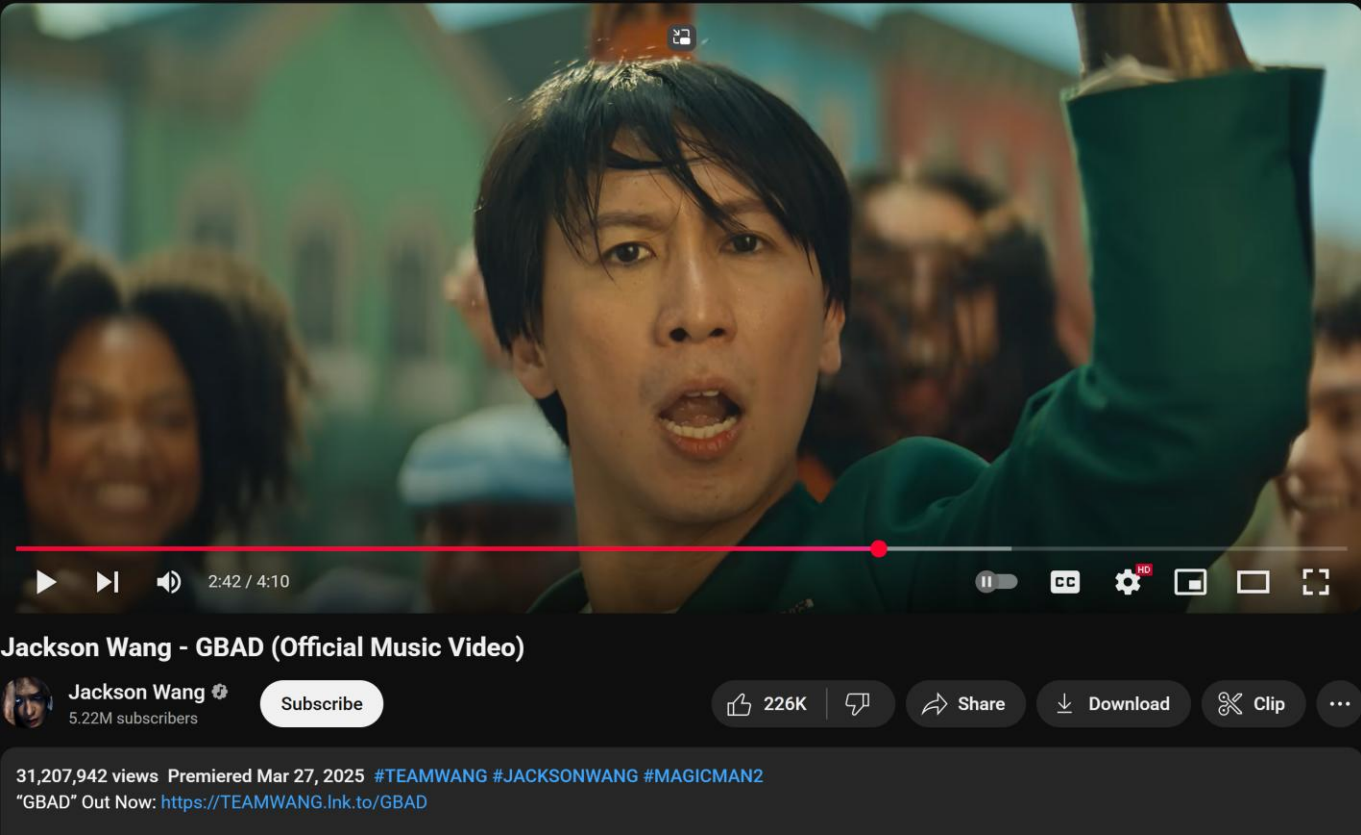 HD
2:42 / 4:10
CC
Jackson Wang - GBAD (Official Music Video)
Jackson Wang
5.22M subscribers
Subscribe
226K
Share
Download
Clip
31,207,942 views Premiered Mar 27, 2025 #TEAMWANG #JACKSONWANG #MAGICMAN2
“GBAD” Out Now: https://TEAMWANG.lnk.to/GBAD